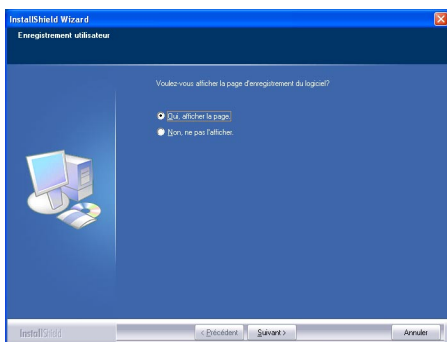 InstallShield Wizard
Enregistrement utilisateur
Voulez-vous afficher la page d'enregistrement du logiciel?
Oui, afficher la page.
Non, ne pas l'afficher.
InstallShield
< Précédent Suivant > Annuler